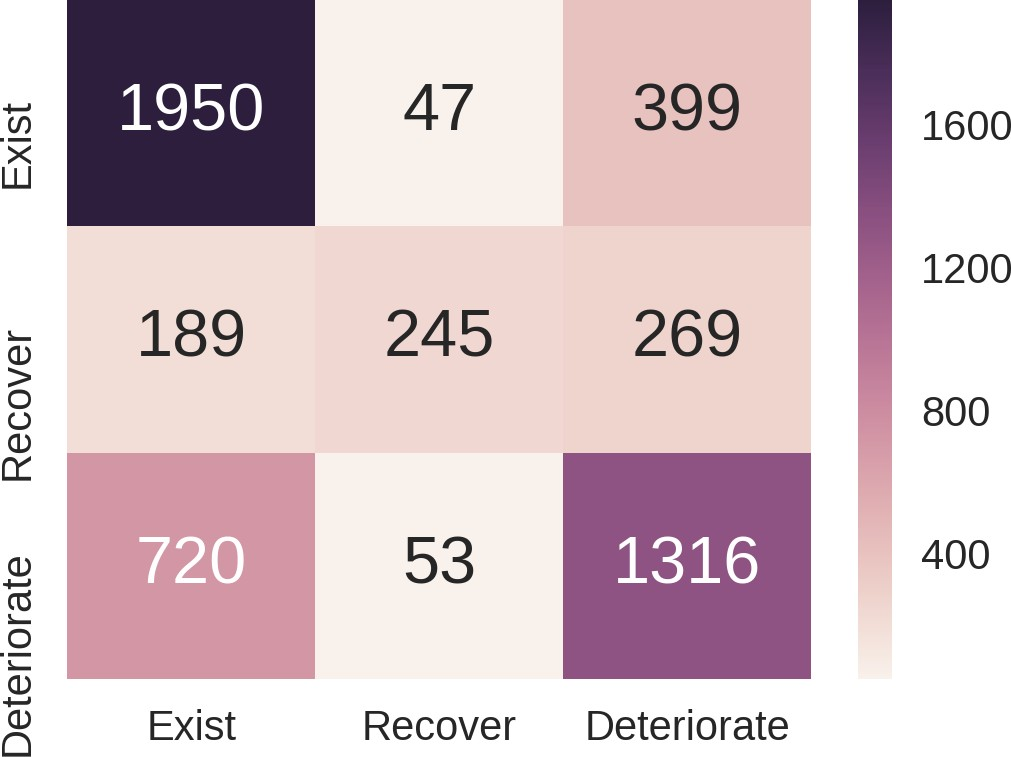 Exist 1950 47 399
Recover 189 245 269
Deteriorate 720 53 1316
Exist Recover Deteriorate
1600
1200
800
400